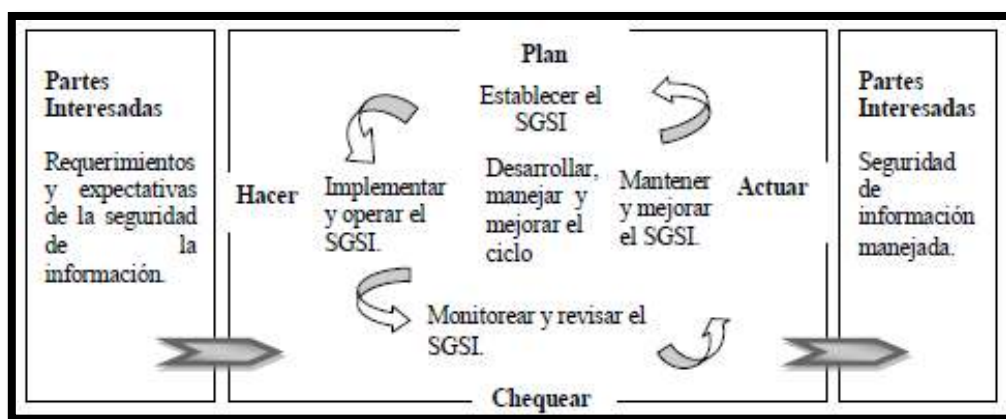 Partes
Interesadas
Requerimientos
y expectativas
de la seguridad
de la
información.
Plan
Establecer el
SGSI
Hacer
Implementar
y operar el
SGSI.
Desarrollar,
manejar y
mejorar el
ciclo
Mantener
y mejorar
el SGSI.
Actuar
Monitorear y revisar el
SGSI.
Chequear
Partes
Interesadas
Seguridad
de
información
manejada.